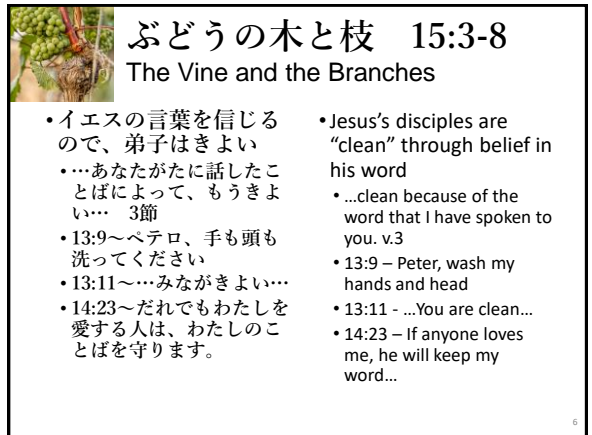 ぶどうの木と枝　15:3-8
The Vine and the Branches
•イエスの言葉を信じる
ので、弟子はきよい
•…あなたがたに話したこ
とばによって、もうきよ
い…　3節
•13:9～ペテロ、手も頭も
洗ってください
•13:11～…みながきよい…
•14:23～だれでもわたしを
愛する人は、わたしのこ
とばを守ります。
•Jesus’s disciples are
“clean” through belief in
his word
•…clean because of the
word that I have spoken to
you. v.3
•13:9 – Peter, wash my
hands and head
•13:11 - …You are clean…
•14:23 – If anyone loves
me, he will keep my
word…
6